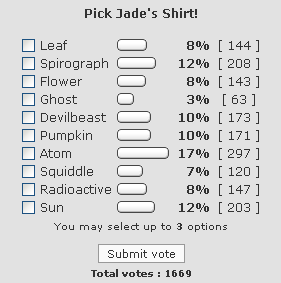 Pick Jade's Shirt!
Leaf 8% [ 144 ]
Spirograph 12% [ 208 ]
Flower 8% [ 143 ]
Ghost 3% [ 63 ]
Devilbeast 10% [ 173 ]
Pumpkin 10% [ 171 ]
Atom 17% [ 297 ]
Squiddle 7% [ 120 ]
Radioactive 8% [ 147 ]
Sun 12% [ 203 ]
You may select up to 3 options
Submit vote
Total votes : 1669